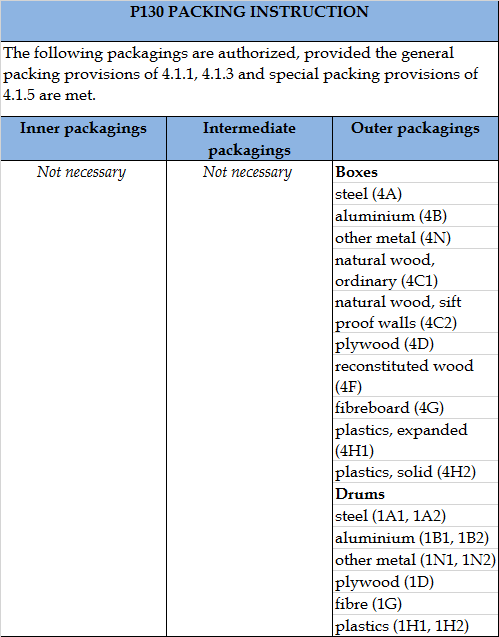 P130 PACKING INSTRUCTION
The following packagings are authorized, provided the general
packing provisions of 4.1.1, 4.1.3 and special packing provisions of
4.1.5 are met.
Inner packagings
Intermediate
packagings
Outer packagings
Not necessary
Not necessary
Boxes
steel (4A)
aluminium (4B)
other metal (4N)
natural wood,
ordinary (4C1)
natural wood, sift
proof walls (4C2)
plywood (4D)
reconstituted wood
(4F)
fibreboard (4G)
plastics, expanded
(4H1)
plastics, solid (4H2)
Drums
steel (1A1, 1A2)
aluminium (1B1, 1B2)
other metal (1N1, 1N2)
plywood (1D)
fibre (1G)
plastics (1H1, 1H2)